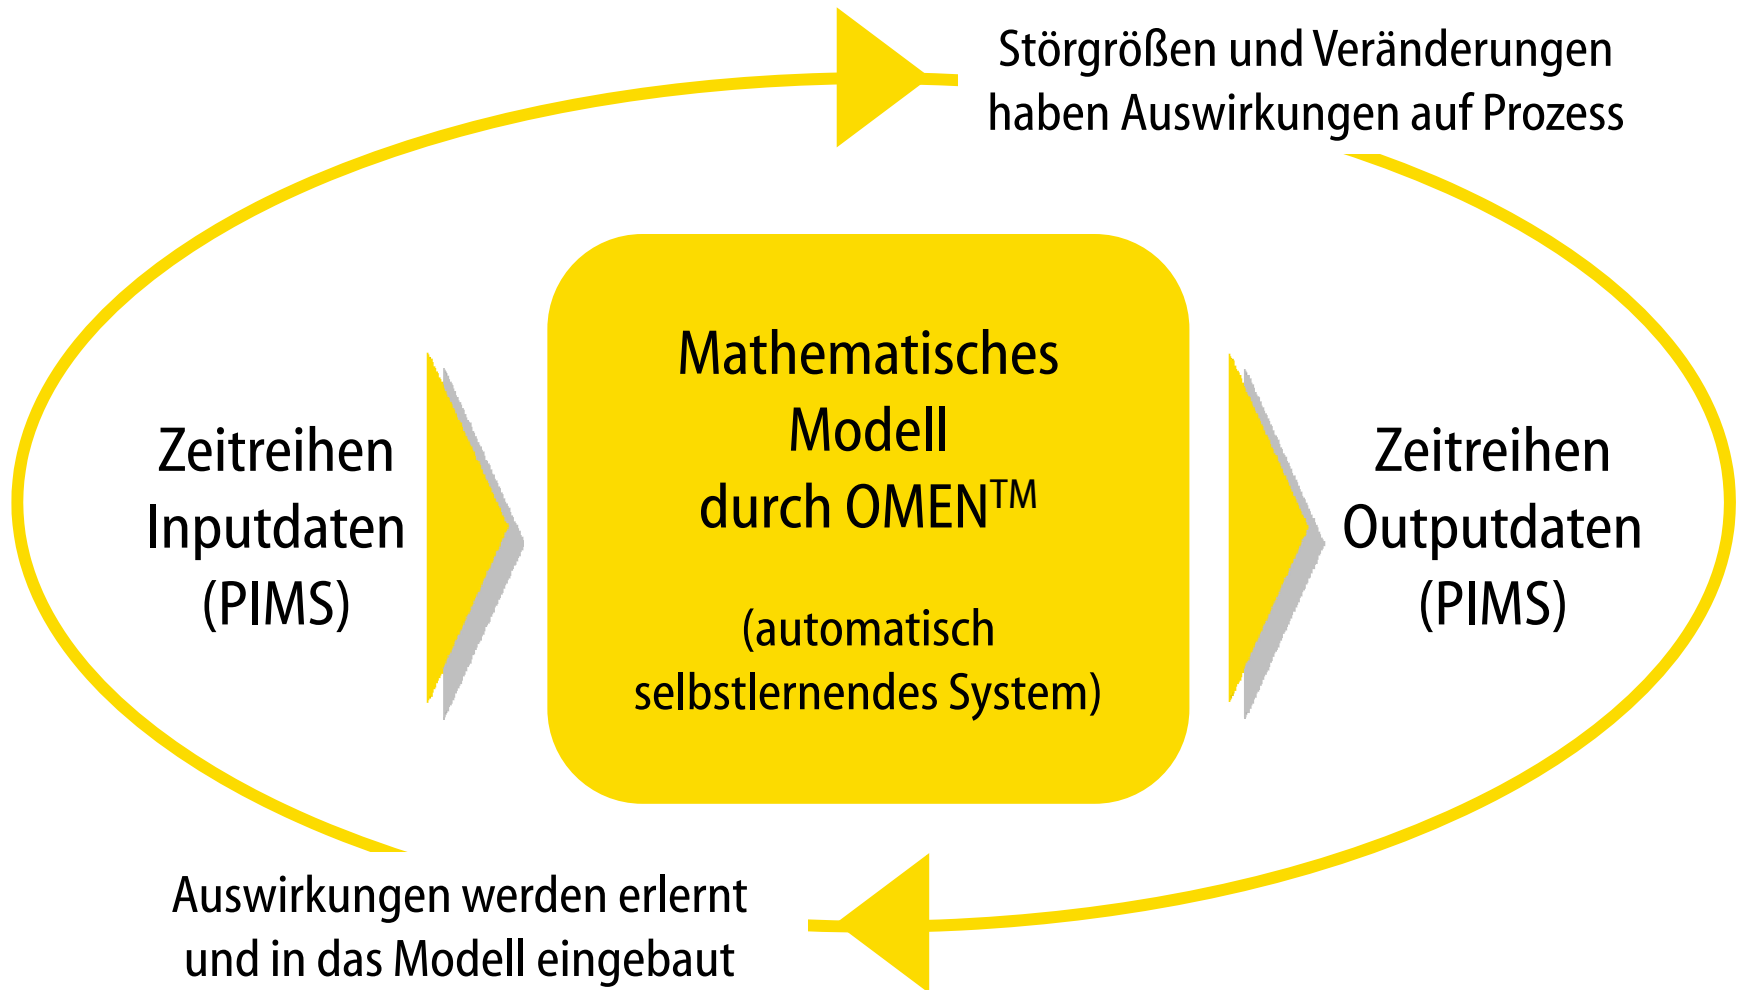 Störgrößen und Veränderungen
haben Auswirkungen auf Prozess
Zeitreihen
Inputdaten
(PIMS)
Mathematisches
Modell
durch OMEN™
(automatisch
selbstlernendes System)
Zeitreihen
Outputdaten
(PIMS)
Auswirkungen werden erlernt
und in das Modell eingebaut